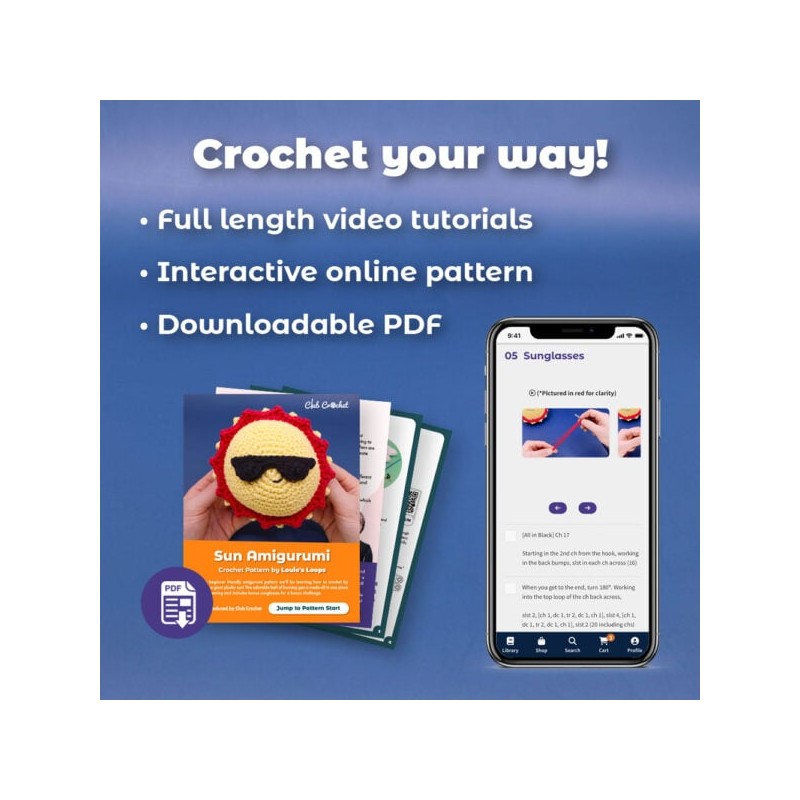 Crochet your way!
• Full length video tutorials
• Interactive online pattern
• Downloadable PDF
Club Crochet
Sun Amigurumi
Crochet Pattern by Louie's Loops
Jump to Pattern Start
PDF
9:41
05 Sunglasses
(*Pictured in red for clarity)
[All in Black] Ch 17
Starting in the 2nd ch from the hook, working
in the back bumps, slst in each ch across (16)
When you get to the end, turn 180°. Working
into the top loop of the ch back across,
slst 2, [ch 1, dc 1, tr 2, dc 1, ch 1], slst 4, [ch 1,
dc 1, tr 2, dc 1, ch 1], slst 2 (20 including chs)
Library
Shop
Search
Cart
Profile